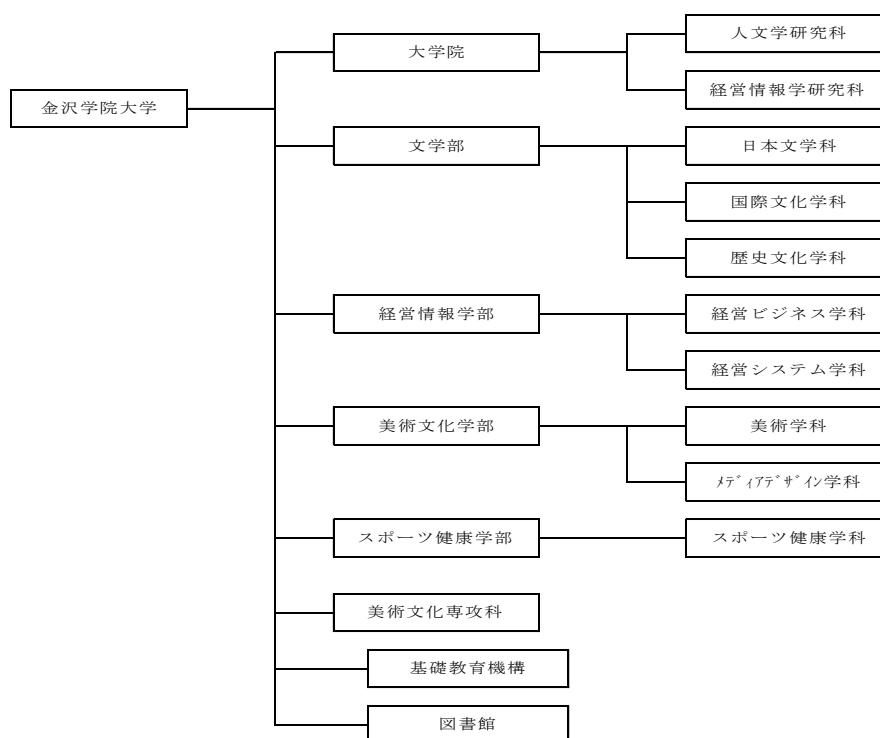 人文学研究科
大学院
経営情報学研究科
金沢学院大学
文学部
日本文学科
国際文化学科
歴史文化学科
経営情報学部
経営ビジネス学科
経営システム学科
美術文化学部
美術学科
ﾒﾃﾞｨｱﾃﾞｻﾞｲﾝ学科
スポーツ健康学部
スポーツ健康学科
美術文化専攻科
基礎教育機構
図書館